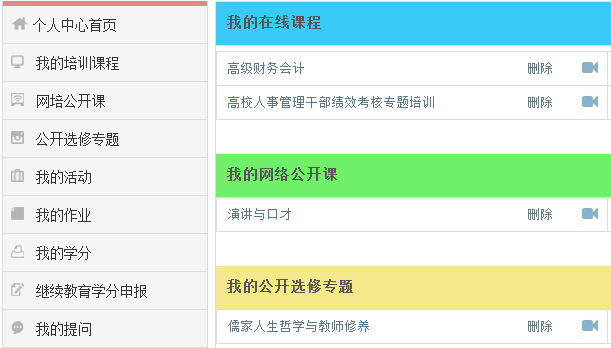 个人中心首页
我的培训课程
网培公开课
公开选修专题
我的活动
我的作业
我的学分
继续教育学分申报
我的提问
我的在线课程
高级财务会计 删除
高校人事管理干部绩效考核专题培训 删除
我的网络公开课
演讲与口才 删除
我的公开选修专题
儒家人生哲学与教师修养 删除